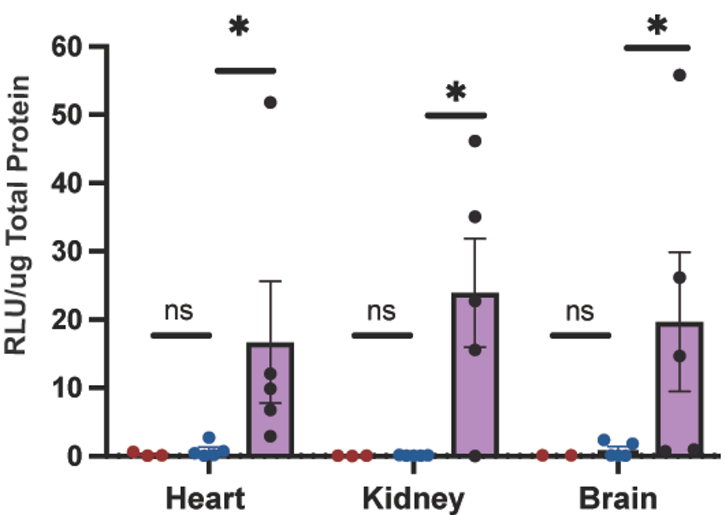 RLU/ug Total Protein
60
50
40
30
20
10
0
*
*
*
ns
ns
ns
Heart
Kidney
Brain